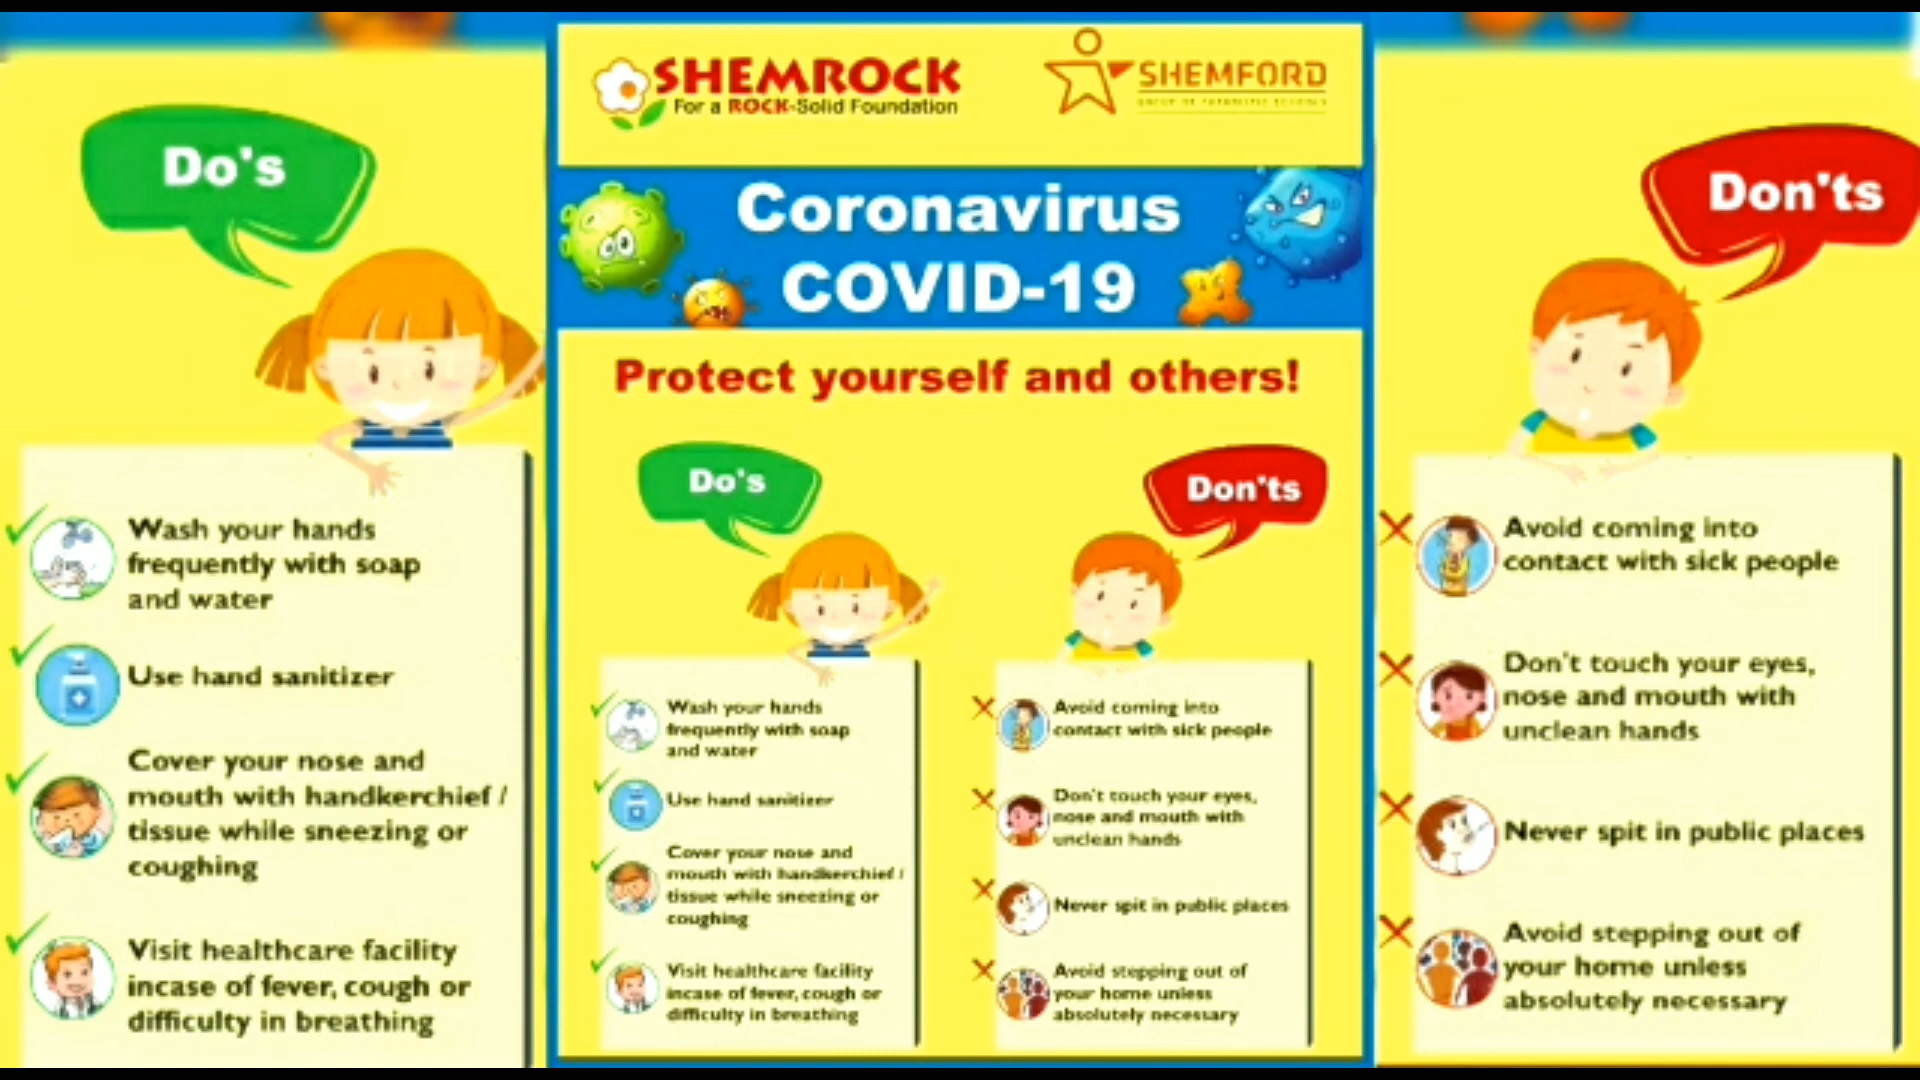 Do's
Wash your hands
frequently with soap
and water
Use hand sanitizer
Cover your nose and
mouth with handkerchief /
tissue while sneezing or
coughing
Visit healthcare facility
incase of fever, cough or
difficulty in breathing
SHEMROCK
For a ROCK-Solid Foundation
SHEMFORD
Coronavirus
COVID-19
Protect yourself and others!
Do's
Wash your hands
frequently with soap
and water
Use hand sanitizer
Cover your nose and
mouth with handkerchief /
tissue while sneezing or
coughing
Visit healthcare facility
incase of fever, cough or
difficulty in breathing
Don'ts
Avoid coming into
contact with sick people
Don't touch your eyes,
nose and mouth with
unclean hands
Never spit in public places
Avoid stepping out of
your home unless
absolutely necessary
Don'ts
Avoid coming into
contact with sick people
Don't touch your eyes,
nose and mouth with
unclean hands
Never spit in public places
Avoid stepping out of
your home unless
absolutely necessary